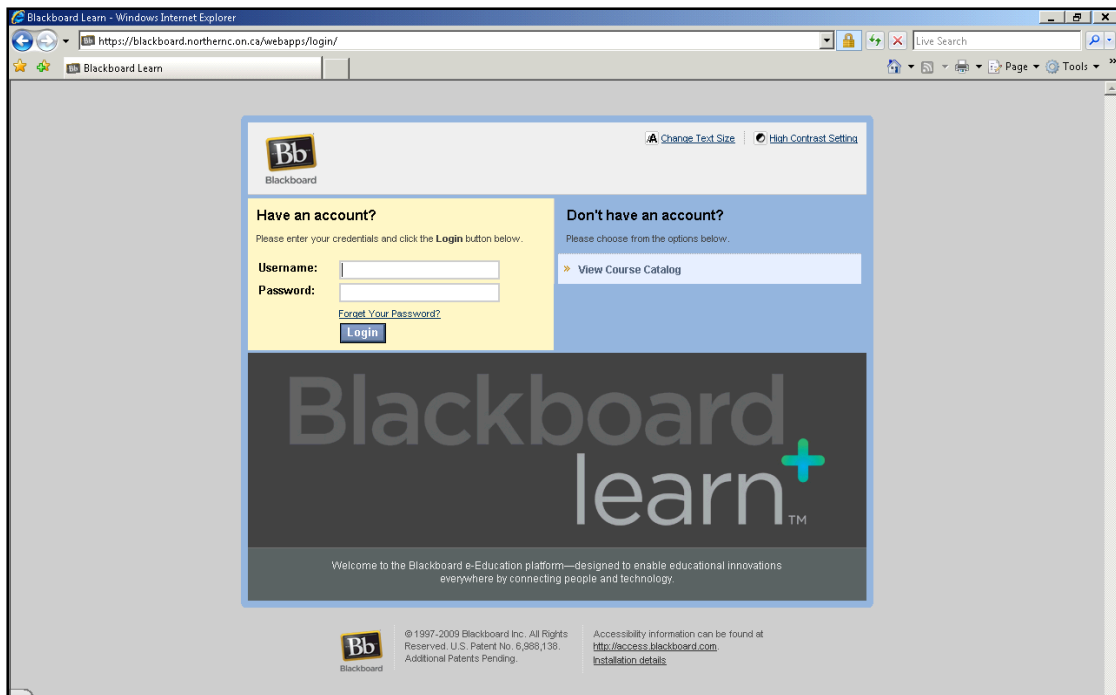 Blackboard Learn - Windows Internet Explorer
https://blackboard.northernc.on.ca/webapps/login/
Live Search
Blackboard Learn
Page
Tools
Bb
Blackboard
Change Text Size
High Contrast Setting
Have an account?
Please enter your credentials and click the Login button below.
Username:
Password:
Forget Your Password?
Login
Don't have an account?
Please choose from the options below.
» View Course Catalog
Blackboard
learn+™
Welcome to the Blackboard e-Education platform—designed to enable educational innovations
everywhere by connecting people and technology.
Bb
Blackboard
© 1997-2009 Blackboard Inc. All Rights
Reserved. U.S. Patent No. 6,988,138.
Additional Patents Pending.
Accessibility information can be found at
http://access.blackboard.com.
Installation details